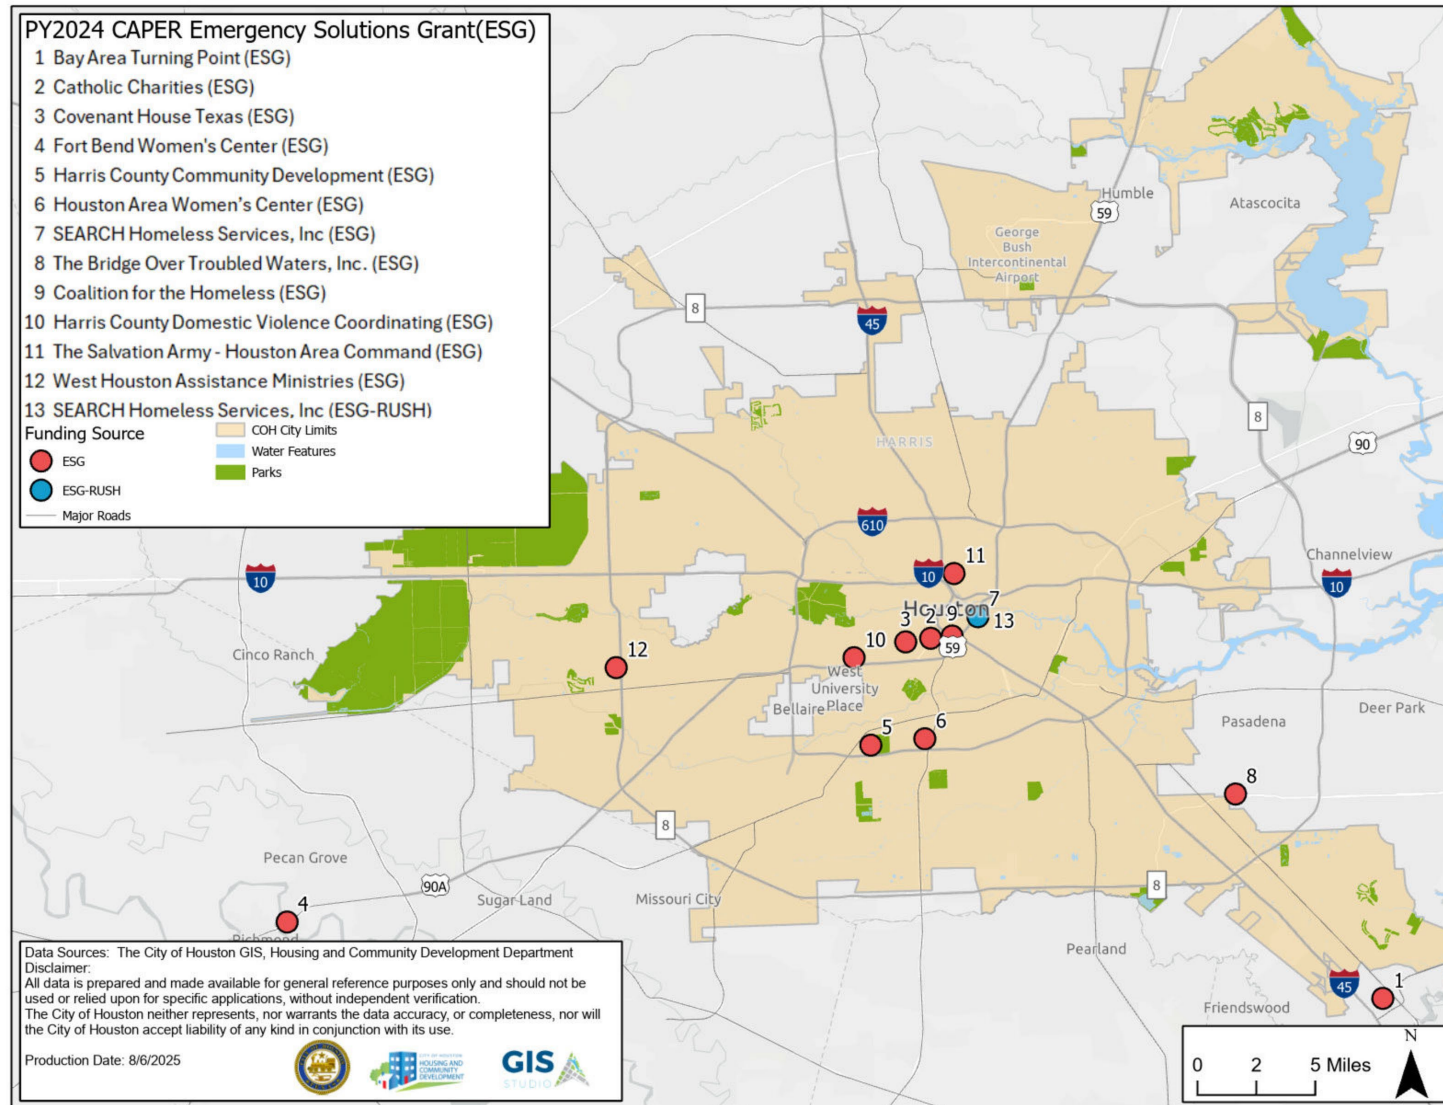 PY2024 CAPER Emergency Solutions Grant(ESG)
1 Bay Area Turning Point (ESG)
2 Catholic Charities (ESG)
3 Covenant House Texas (ESG)
4 Fort Bend Women's Center (ESG)
5 Harris County Community Development (ESG)
6 Houston Area Women’s Center (ESG)
7 SEARCH Homeless Services, Inc (ESG)
8 The Bridge Over Troubled Waters, Inc. (ESG)
9 Coalition for the Homeless (ESG)
10 Harris County Domestic Violence Coordinating (ESG)
11 The Salvation Army - Houston Area Command (ESG)
12 West Houston Assistance Ministries (ESG)
13 SEARCH Homeless Services, Inc (ESG-RUSH)
Funding Source
ESG
ESG-RUSH
Major Roads
COH City Limits
Water Features
Parks
Humble
59
Atascocita
George
Bush
Intercontinental
Airport
8
45
8
90
HARRIS
610
Channelview
10
10
11
10
Houston
7
13
3
2
9
59
10
12
Cinco Ranch
West
University
Place
Bellaire
Pasadena
Deer Park
5
6
8
8
Pecan Grove
90A
Sugar Land
Missouri City
8
4
Richmond
Pearland
45
1
Friendswood
Data Sources: The City of Houston GIS, Housing and Community Development Department
Disclaimer:
All data is prepared and made available for general reference purposes only and should not be
used or relied upon for specific applications, without independent verification.
The City of Houston neither represents, nor warrants the data accuracy, or completeness, nor will
the City of Houston accept liability of any kind in conjunction with its use.
Production Date: 8/6/2025
CITY OF HOUSTON
HOUSING AND
COMMUNITY
DEVELOPMENT
GIS
STUDIO
N
0 2 5 Miles